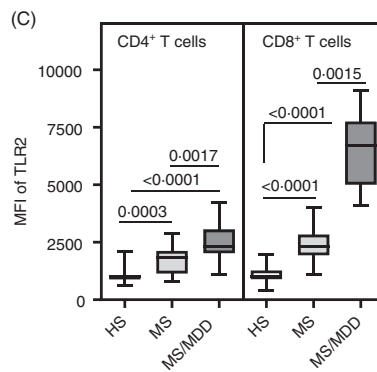 (C)
CD4⁺ T cells
CD8⁺ T cells
MFI of TLR2
10000
7500
5000
2500
0
0·0015
<0·0001
0·0017
<0·0001
<0·0001
0·0003
HS
MS
MS/MDD
HS
MS
MS/MDD